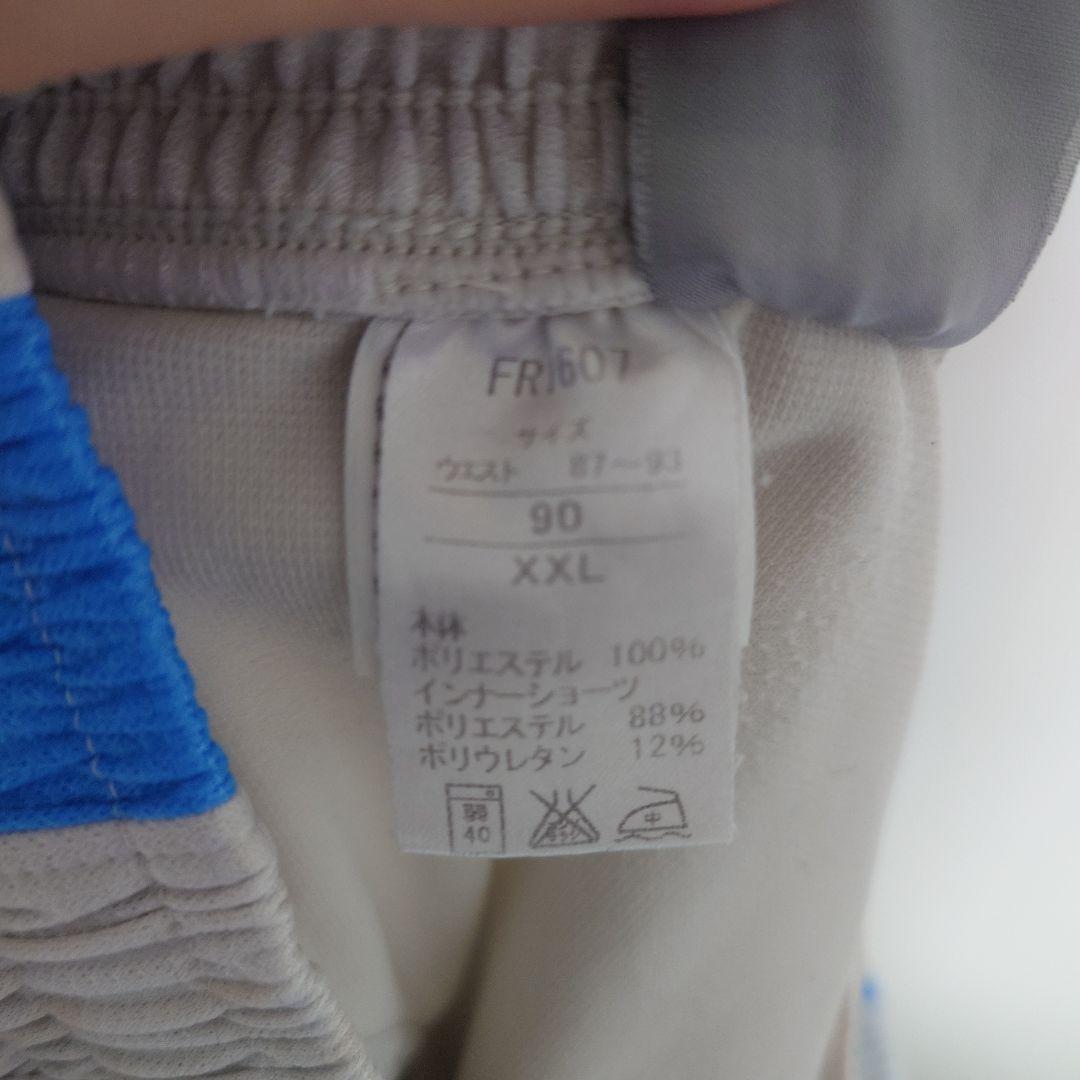 FR1607
サイズ
ウエスト 87〜93
90
XXL
本体
ポリエステル 100%
インナーショーツ
ポリエステル 88%
ポリウレタン 12%
弱 中
40